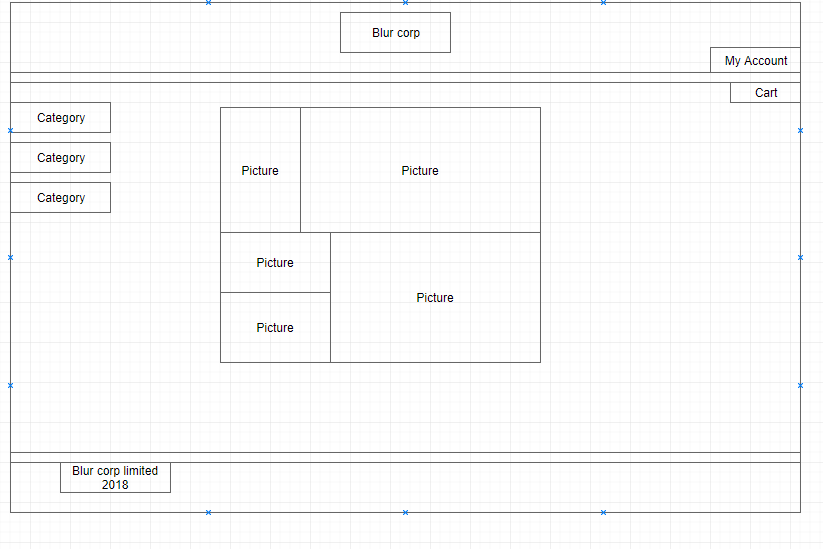 Blur corp
My Account
Cart
Category
Category
Category
Picture
Picture
Picture
Picture
Picture
Blur corp limited
2018